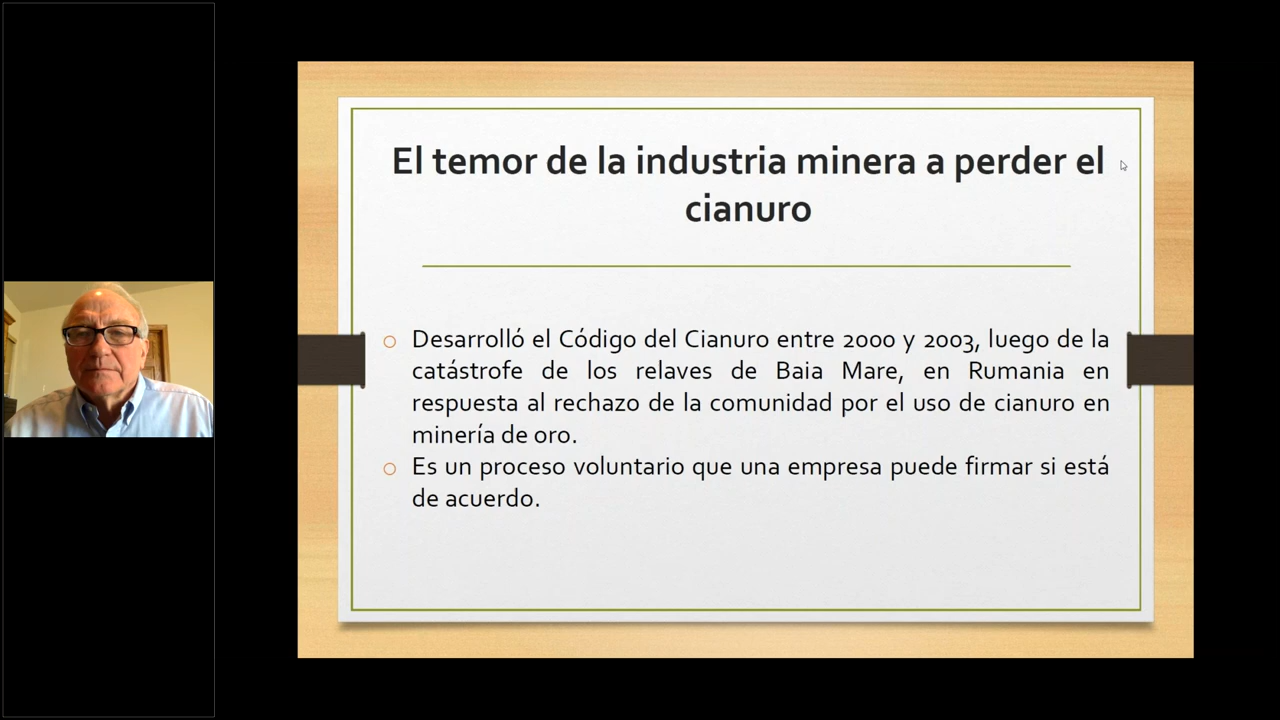 El temor de la industria minera a perder el
cianuro
Desarrolló el Código del Cianuro entre 2000 y 2003, luego de la
catástrofe de los relaves de Baia Mare, en Rumania en
respuesta al rechazo de la comunidad por el uso de cianuro en
minería de oro.
Es un proceso voluntario que una empresa puede firmar si está
de acuerdo.